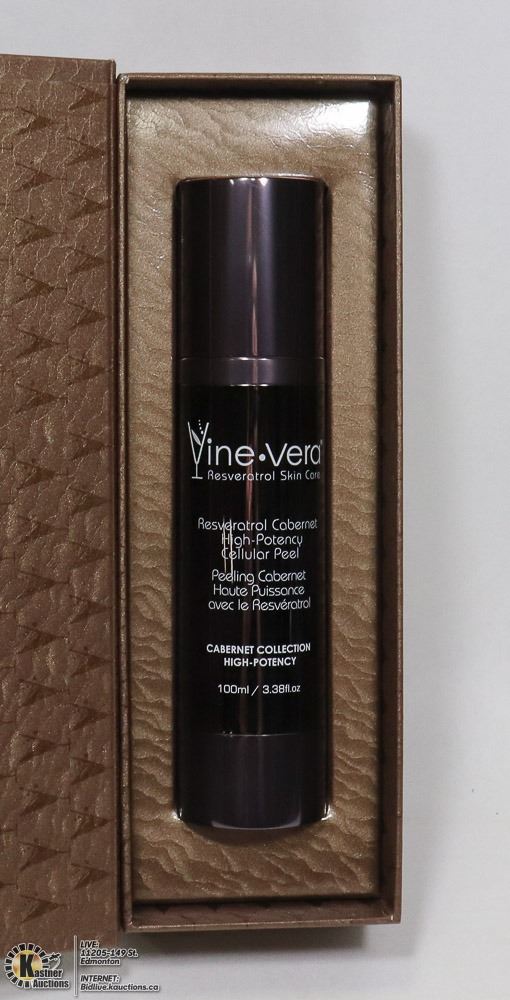 Vine•vera
Resveratrol Skin Care
Resveratrol Cabernet
High-Potency
Cellular Peel
Peeling Cabernet
Haute Puissance
avec le Resvératrol
CABERNET COLLECTION
HIGH-POTENCY
100ml / 3.38fl.oz
K
Kastner
Auctions
LIVE:
11205-149 St.
Edmonton
INTERNET:
Bidlive.kauctions.ca